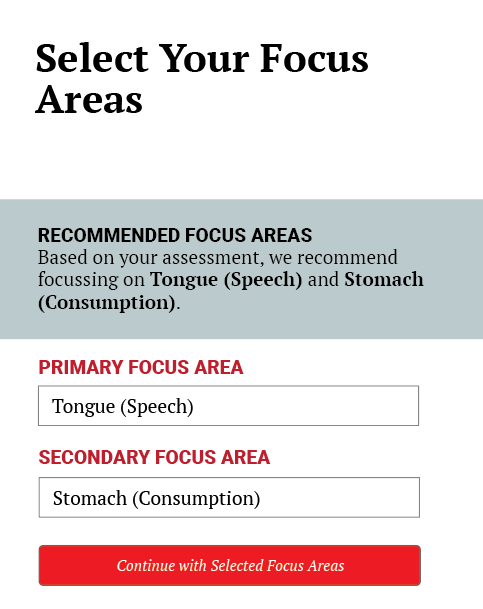 Select Your Focus
Areas
RECOMMENDED FOCUS AREAS
Based on your assessment, we recommend
focussing on Tongue (Speech) and Stomach
(Consumption).
PRIMARY FOCUS AREA
Tongue (Speech)
SECONDARY FOCUS AREA
Stomach (Consumption)
Continue with Selected Focus Areas